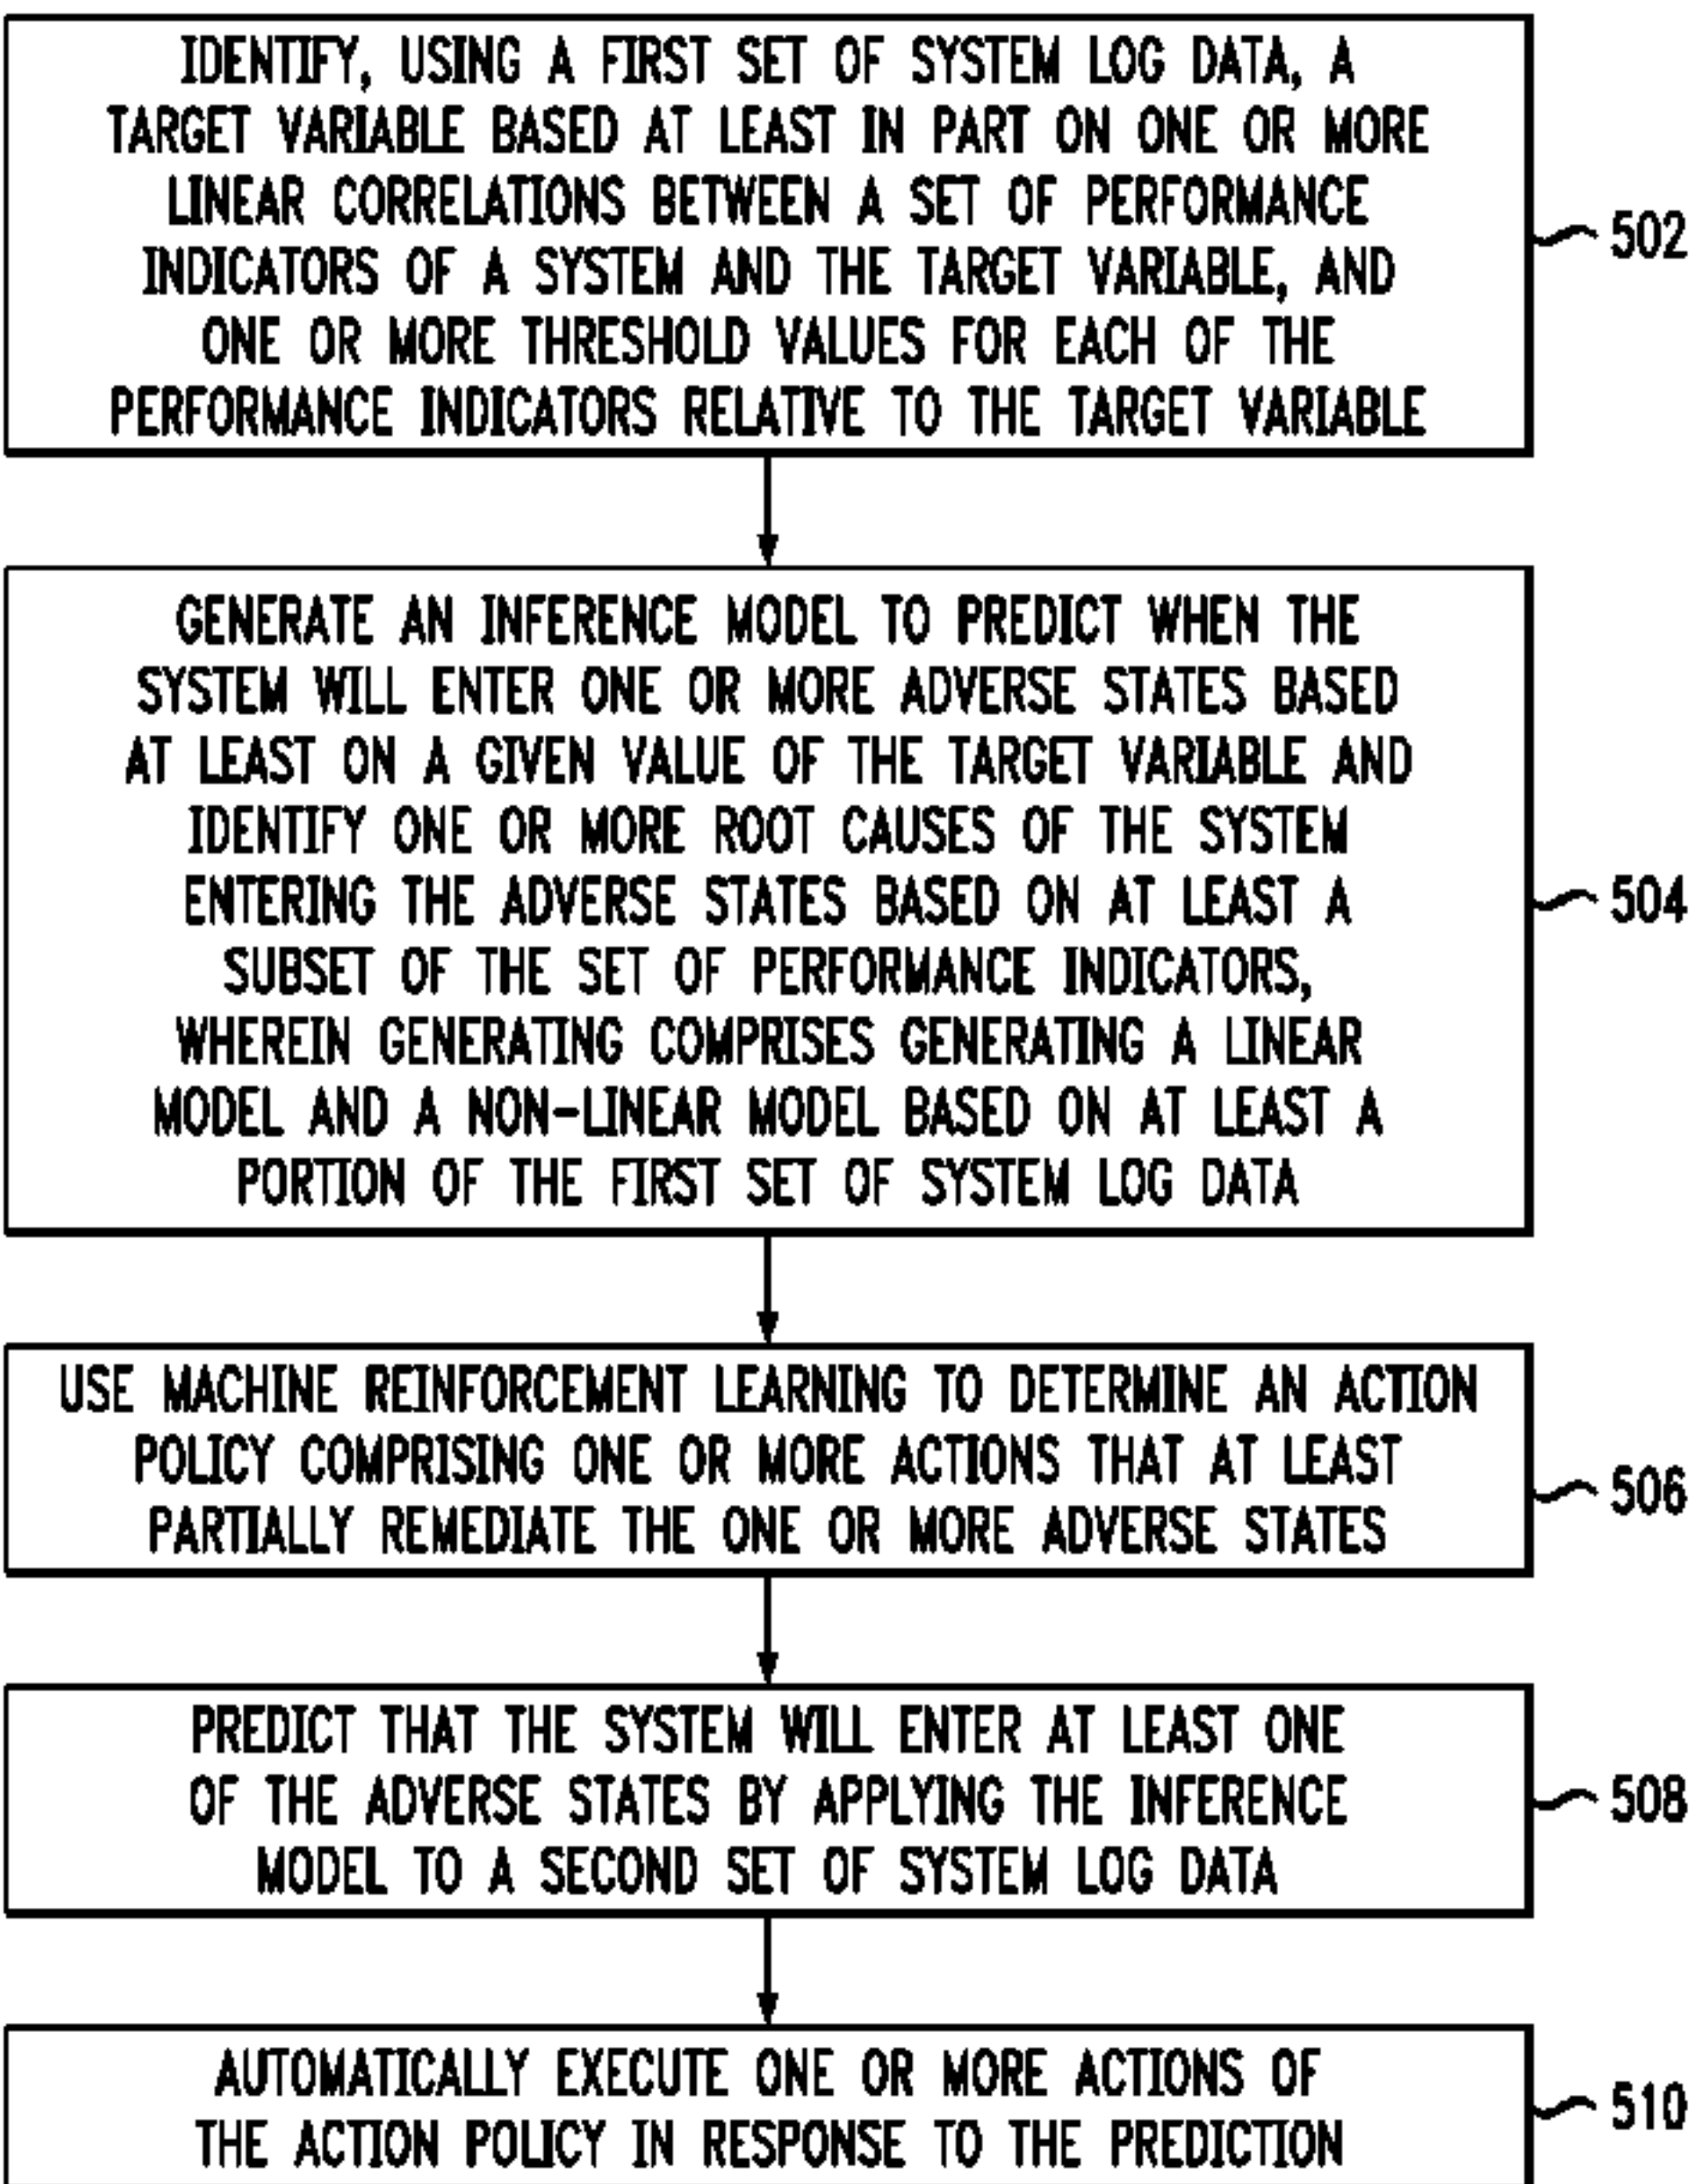 IDENTIFY, USING A FIRST SET OF SYSTEM LOG DATA, A
TARGET VARIABLE BASED AT LEAST IN PART ON ONE OR MORE
LINEAR CORRELATIONS BETWEEN A SET OF PERFORMANCE
INDICATORS OF A SYSTEM AND THE TARGET VARIABLE, AND
ONE OR MORE THRESHOLD VALUES FOR EACH OF THE
PERFORMANCE INDICATORS RELATIVE TO THE TARGET VARIABLE
502
GENERATE AN INFERENCE MODEL TO PREDICT WHEN THE
SYSTEM WILL ENTER ONE OR MORE ADVERSE STATES BASED
AT LEAST ON A GIVEN VALUE OF THE TARGET VARIABLE AND
IDENTIFY ONE OR MORE ROOT CAUSES OF THE SYSTEM
ENTERING THE ADVERSE STATES BASED ON AT LEAST A
SUBSET OF THE SET OF PERFORMANCE INDICATORS,
WHEREIN GENERATING COMPRISES GENERATING A LINEAR
MODEL AND A NON-LINEAR MODEL BASED ON AT LEAST A
PORTION OF THE FIRST SET OF SYSTEM LOG DATA
504
USE MACHINE REINFORCEMENT LEARNING TO DETERMINE AN ACTION
POLICY COMPRISING ONE OR MORE ACTIONS THAT AT LEAST
PARTIALLY REMEDIATE THE ONE OR MORE ADVERSE STATES
506
PREDICT THAT THE SYSTEM WILL ENTER AT LEAST ONE
OF THE ADVERSE STATES BY APPLYING THE INFERENCE
MODEL TO A SECOND SET OF SYSTEM LOG DATA
508
AUTOMATICALLY EXECUTE ONE OR MORE ACTIONS OF
THE ACTION POLICY IN RESPONSE TO THE PREDICTION
510